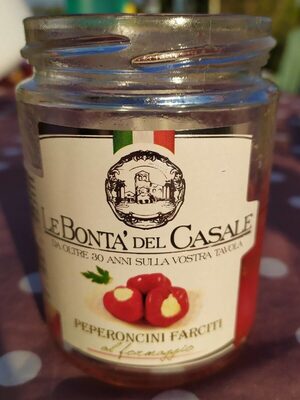 LE BONTA' DEL CASALE
DA OLTRE 30 ANNI SULLA VOSTRA TAVOLA
PEPERONCINI FARCITI
al formaggio